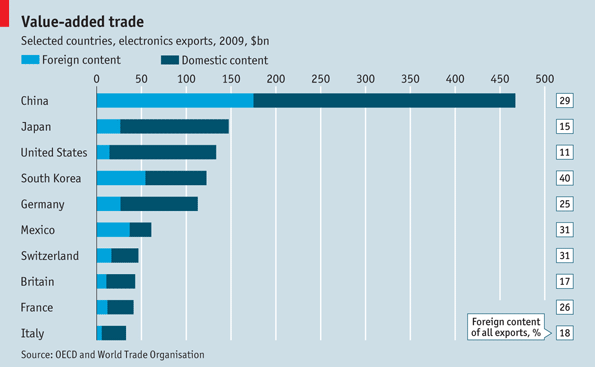 Value-added trade
Selected countries, electronics exports, 2009, $bn
Foreign content Domestic content
0 50 100 150 200 250 300 350 400 450 500
China 29
Japan 15
United States 11
South Korea 40
Germany 25
Mexico 31
Switzerland 31
Britain 17
France 26
Foreign content
of all exports, %
Italy 18
Source: OECD and World Trade Organisation